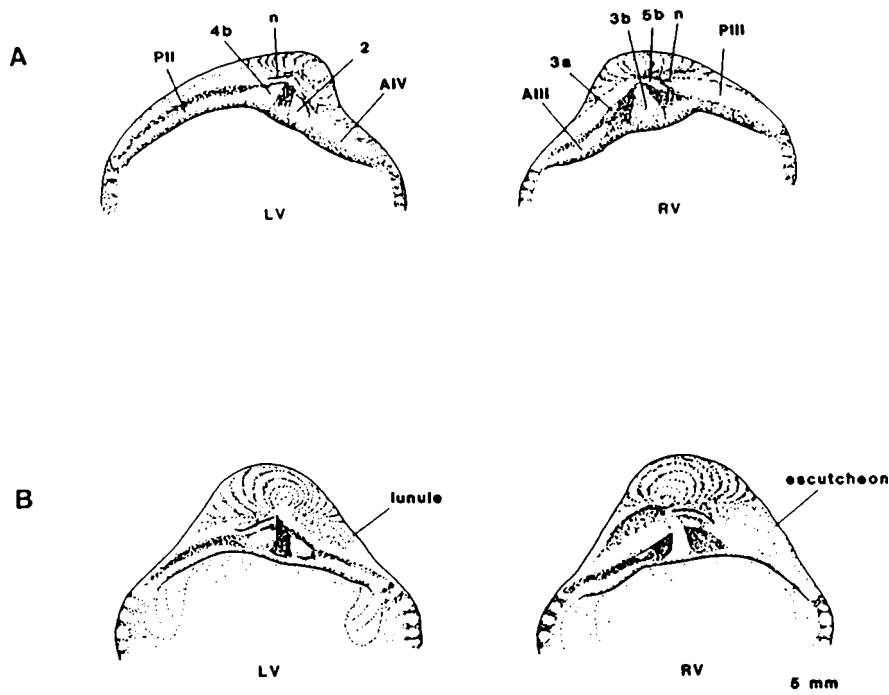 A
PII
4b
n
2
AIV
LV
AIII
3a
3b
5b
n
PIII
RV
B
lunule
LV
escutcheon
RV
5 mm